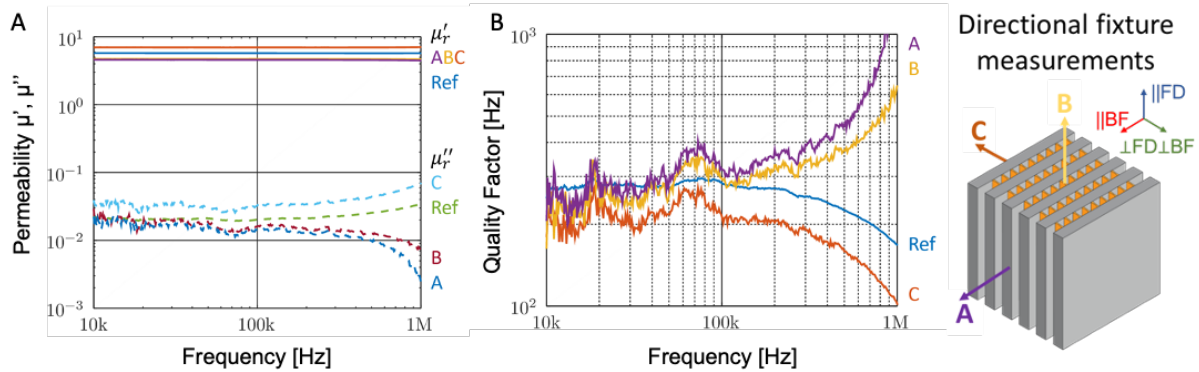 A
Permeability μ', μ''
10¹
10⁰
10⁻¹
10⁻²
10⁻³
μ′ᵣ
ABC
Ref
μ′′ᵣ
C
Ref
B
A
10k
100k
1M
Frequency [Hz]
B
Quality Factor [Hz]
10³
10²
A
B
Ref
C
10k
100k
1M
Frequency [Hz]
Directional fixture
measurements
B
||FD
C
||BF
⊥FD⊥BF
A